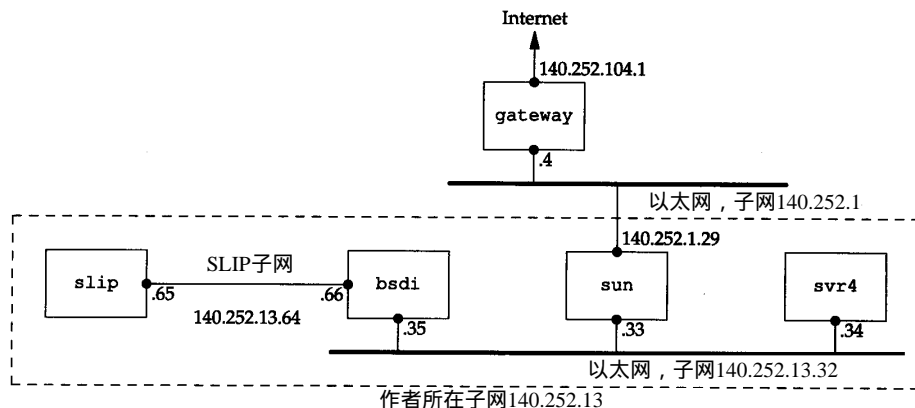 Internet
140.252.104.1
gateway
.4
以太网，子网140.252.1
140.252.1.29
SLIP子网
slip
bsdi
sun
svr4
.65
.66
140.252.13.64
.35
.33
.34
以太网，子网140.252.13.32
作者所在子网140.252.13